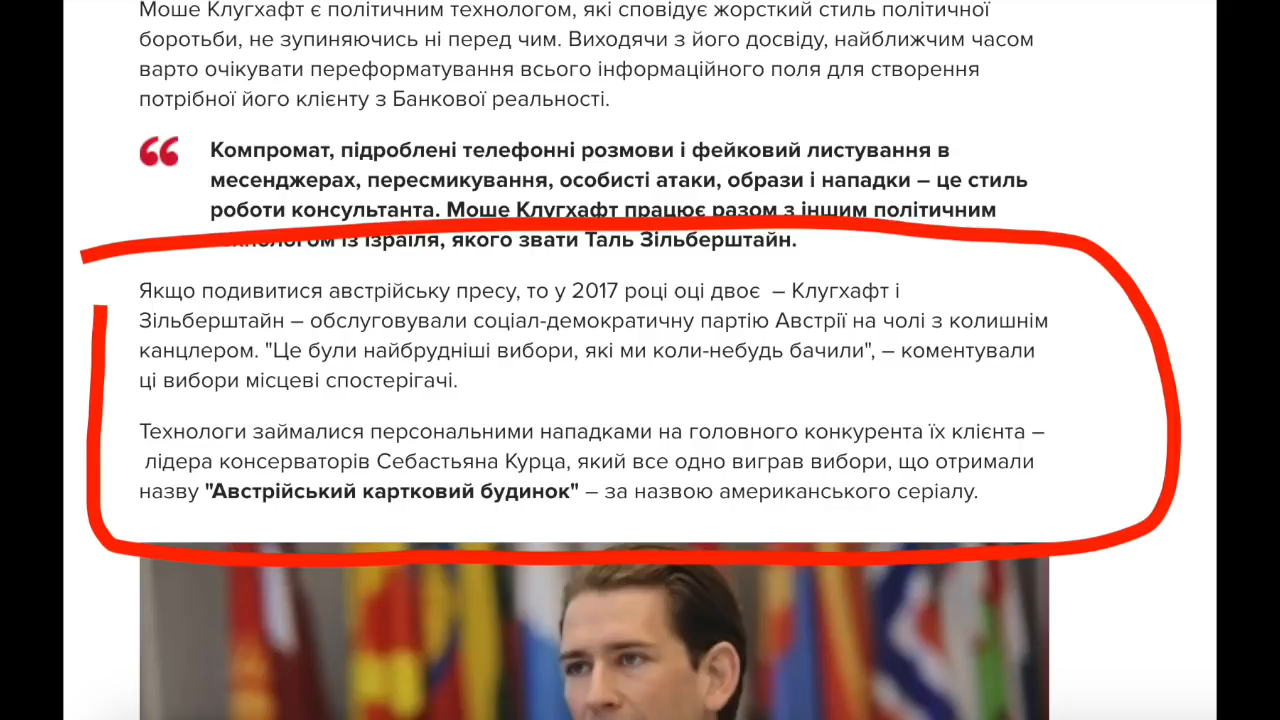 Моше Клугхафт є політичним технологом, які сповідує жорсткий стиль політичної
боротьби, не зупиняючись ні перед чим. Виходячи з його досвіду, найближчим часом
варто очікувати переформатування всього інформаційного поля для створення
потрібної його клієнту з Банкової реальності.
Компромат, підроблені телефонні розмови і фейковий листування в
месенджерах, пересмикування, особисті атаки, образи і нападки – це стиль
роботи консультанта. Моше Клугхафт працює разом з іншим політичним
технологом із Ізраїля, якого звати Таль Зільберштайн.
Якщо подивитися австрійську пресу, то у 2017 році оці двоє – Клугхафт і
Зільберштайн – обслуговували соціал-демократичну партію Австрії на чолі з колишнім
канцлером. "Це були найбрудніші вибори, які ми коли-небудь бачили", – коментували
ці вибори місцеві спостерігачі.
Технологи займалися персональними нападками на головного конкурента їх клієнта –
лідера консерваторів Себастьяна Курца, який все одно виграв вибори, що отримали
назву "Австрійський картковий будинок" – за назвою американського серіалу.